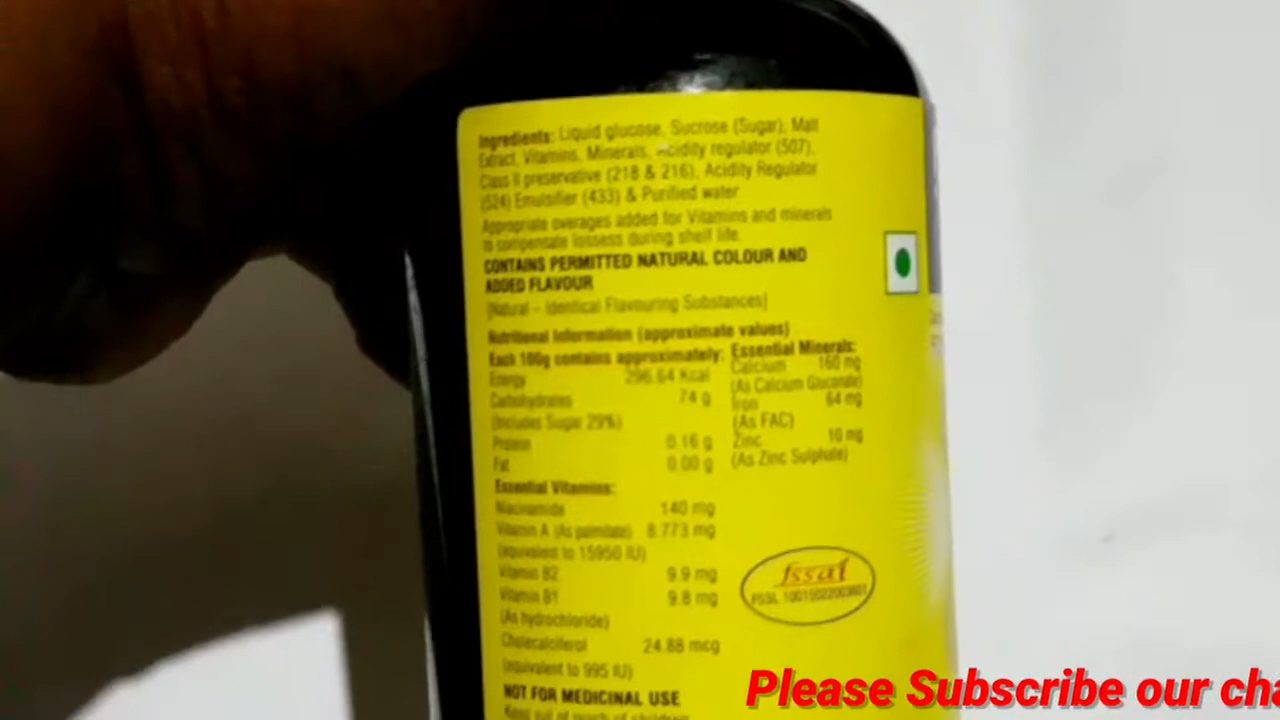 Ingredients: Liquid glucose, Sucrose (Sugar), Malt
Extract, Vitamins, Minerals, Acidity regulator (507),
Class II preservative (218 & 216), Acidity Regulator
(524) Emulsifier (433) & Purified water
Appropriate overages added for Vitamins and minerals
to compensate lossess during shelf life.
CONTAINS PERMITTED NATURAL COLOUR AND
ADDED FLAVOUR
(Natural - Identical Flavouring Substances)
Nutritional Information (approximate values)
Each 100g contains approximately:
Energy 296.64 Kcal
Carbohydrates 74 g
(Includes Sugar 29%)
Protein 0.16 g
Fat 0.00 g
Essential Minerals:
Calcium 160 mg
(As Calcium Gluconate)
Iron 64 mg
(As FAC)
Zinc 10 mg
(As Zinc Sulphate)
Essential Vitamins:
Niacinamide 140 mg
Vitamin A (As palmitate) 8.773 mg
(equivalent to 15950 IU)
Vitamin B2 9.9 mg
Vitamin B1 9.8 mg
(As hydrochloride)
Cholecalciferol 24.88 mcg
(equivalent to 995 IU)
NOT FOR MEDICINAL USE
Keep out of reach of children
fssai
Please Subscribe our cha